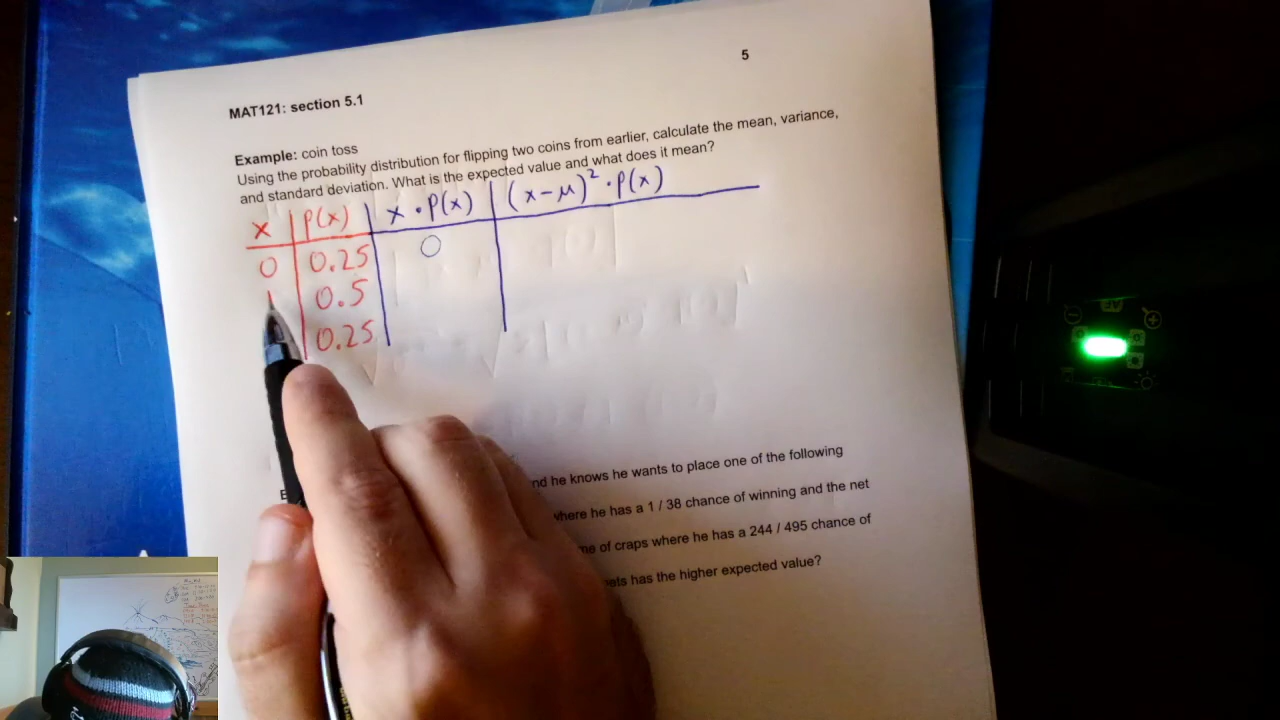 5
MAT121: section 5.1
Example: coin toss
Using the probability distribution for flipping two coins from earlier, calculate the mean, variance,
and standard deviation. What is the expected value and what does it mean?
x P(x) x • P(x) (x-μ)² • P(x)
0 0.25 0
1 0.5
0.25
nd he knows he wants to place one of the following
where he has a 1 / 38 chance of winning and the net
me of craps where he has a 244 / 495 chance of
bets has the higher expected value?